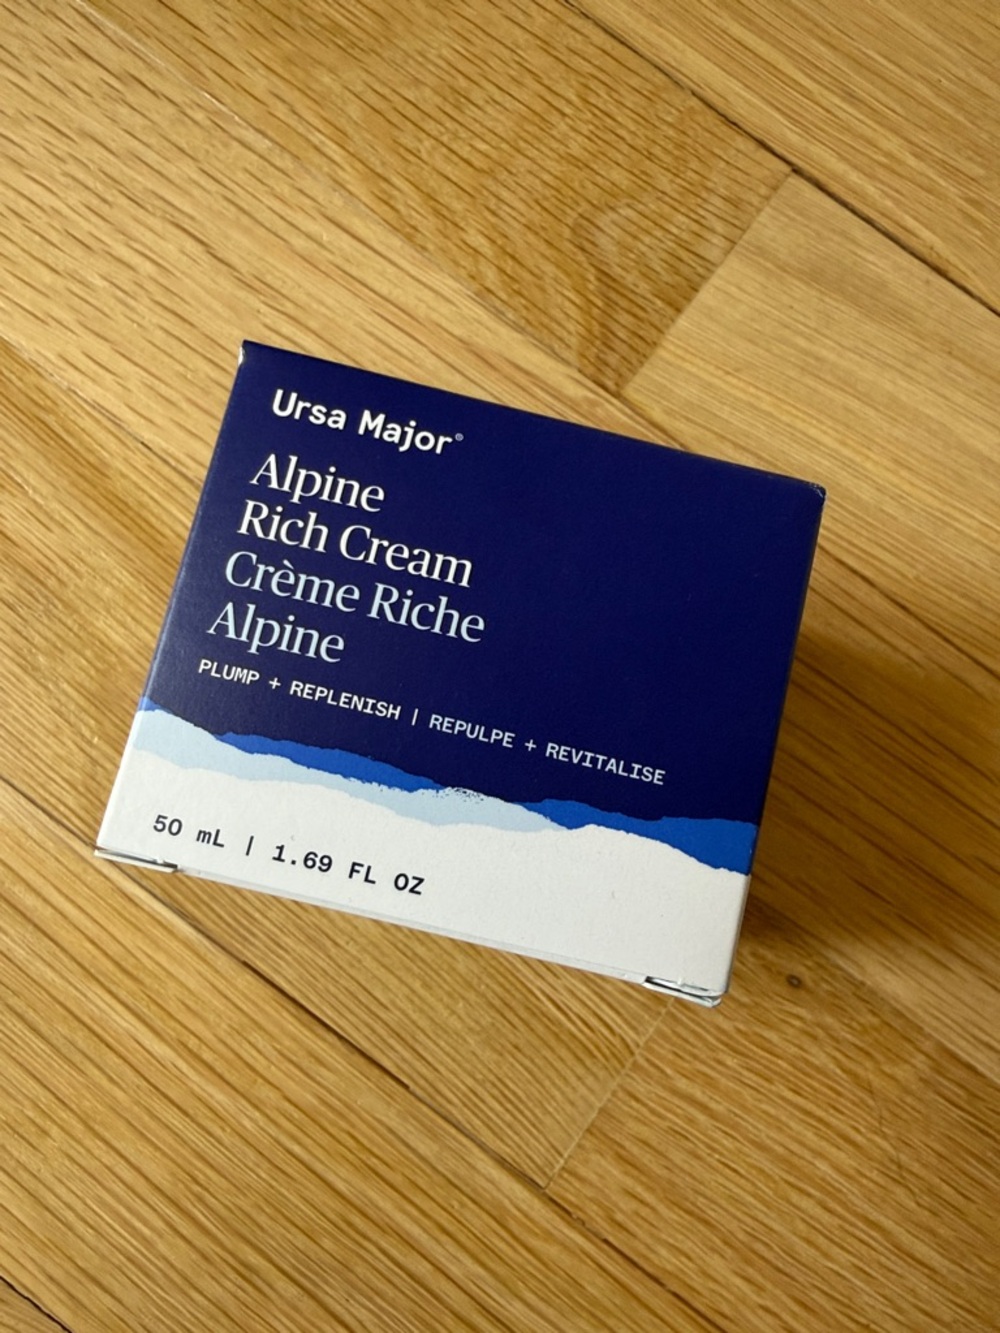 Ursa Major®
Alpine
Rich Cream
Crème Riche
Alpine
PLUMP + REPLENISH | REPULPE + REVITALISE
50 mL | 1.69 FL OZ